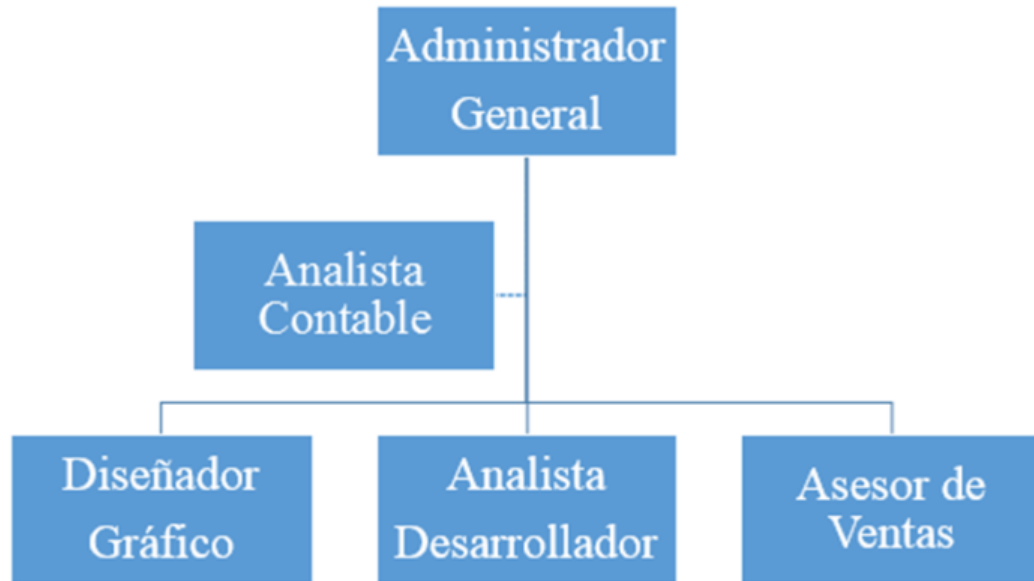 Administrador
General
Analista
Contable
Diseñador
Gráfico
Analista
Desarrollador
Asesor de
Ventas